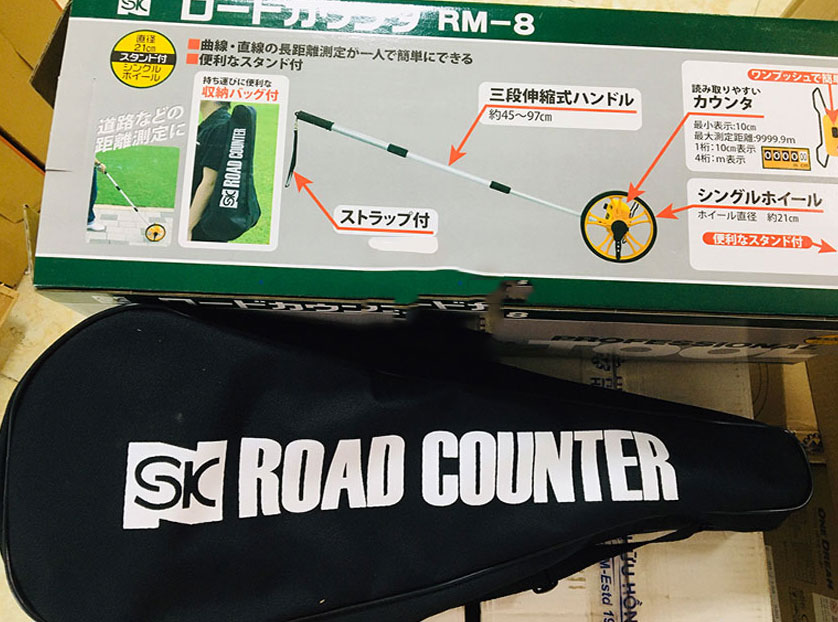 SK ロードカウンタ RM-8
直径
21cm
スタンド付
シングル
ホイール
■曲線・直線の長距離測定が一人で簡単にできる
■便利なスタンド付
持ち運びに便利な
収納バッグ付
ROAD COUNTER
道路などの
距離測定に
三段伸縮式ハンドル
約45～97cm
ストラップ付
ワンプッシュで簡単
読み取りやすい
カウンタ
最小表示:10cm
最大測定距離:9999.9m
1桁:10cm表示
4桁:m表示
00000
シングルホイール
ホイール直径 約21cm
便利なスタンド付
SK
8
PROFESSIONAL
SK ROAD COUNTER
ỮU HỒN
M-Estd 19